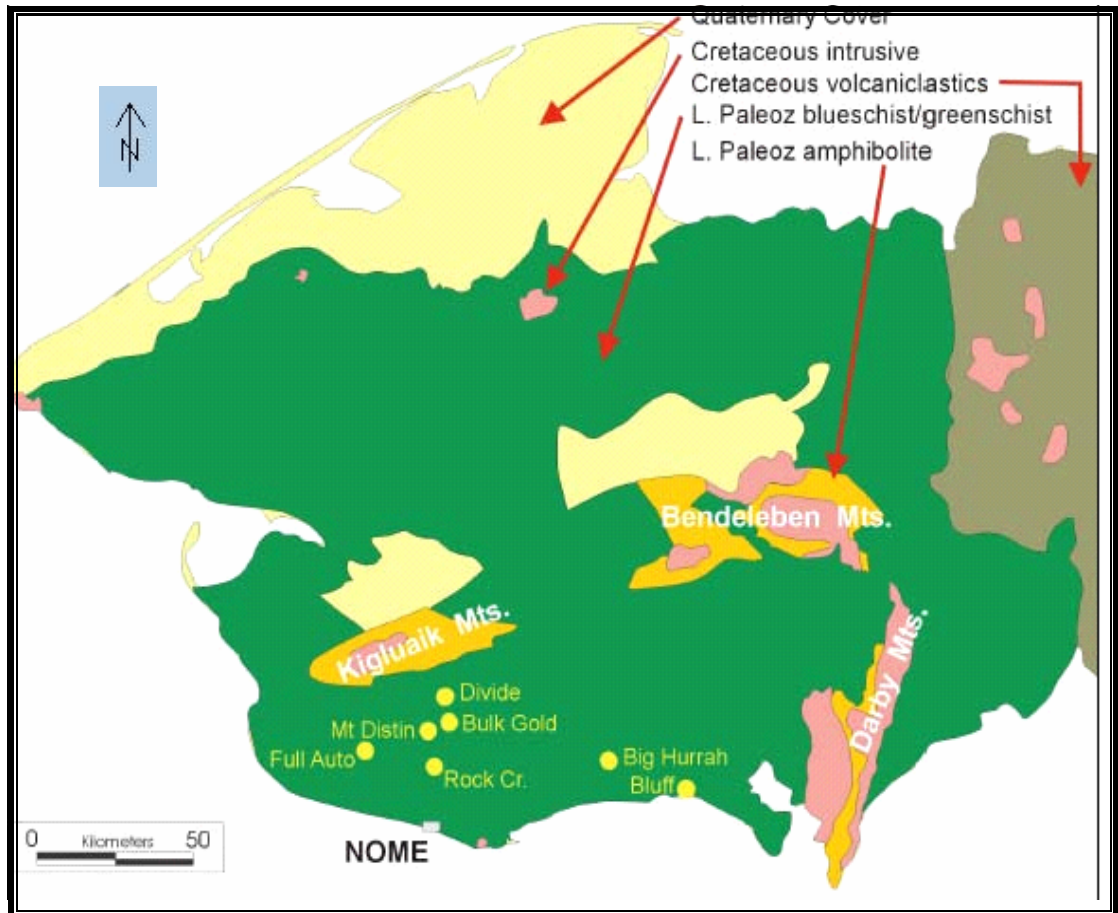 Quaternary Cover
Cretaceous intrusive
Cretaceous volcaniclastics
L. Paleoz blueschist/greenschist
L. Paleoz amphibolite
N
Bendeleben Mts.
Kigluaik Mts.
Darby Mts.
Divide
Bulk Gold
Mt Distin
Full Auto
Rock Cr.
Big Hurrah
Bluff
0 Kilometers 50
NOME